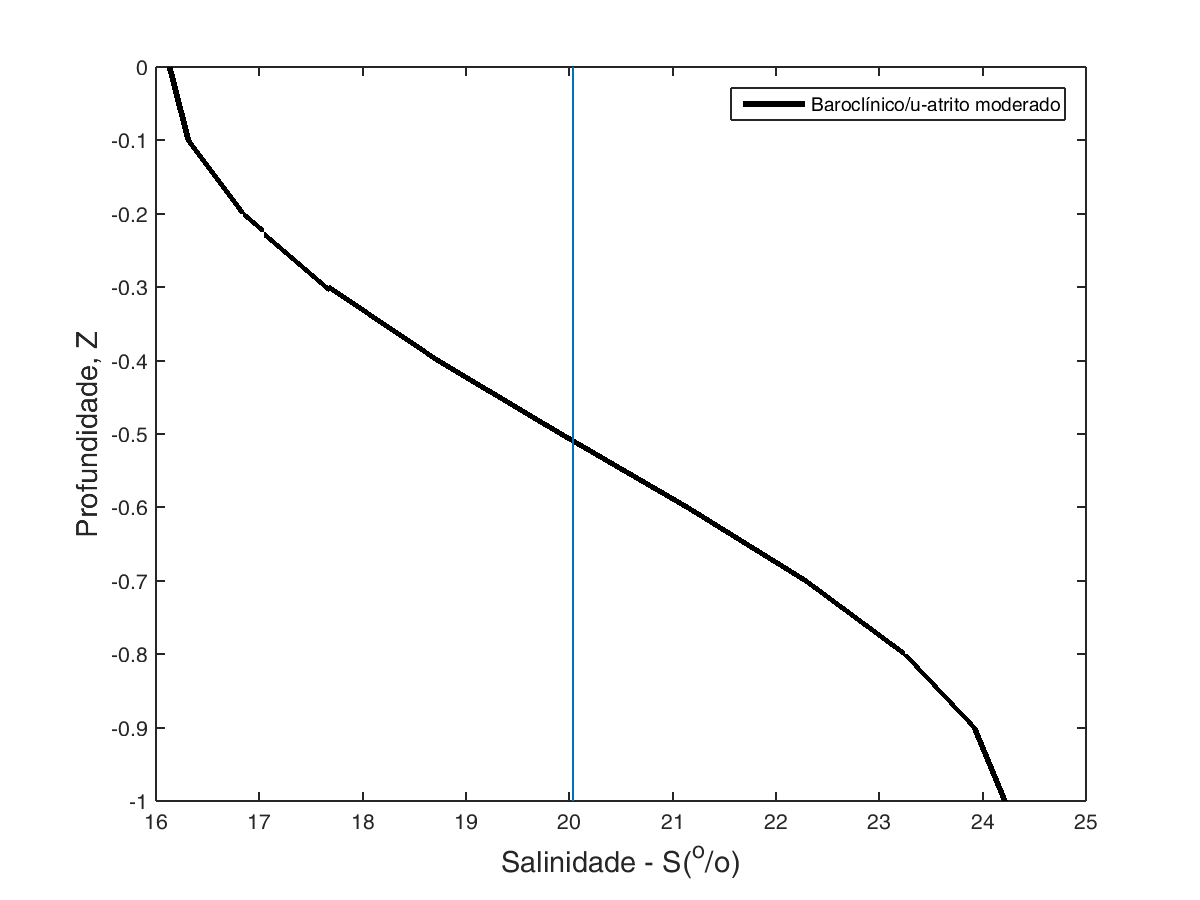 Baroclínico/u-atrito moderado
0
-0.1
-0.2
-0.3
-0.4
-0.5
-0.6
-0.7
-0.8
-0.9
-1
Profundidade, Z
16 17 18 19 20 21 22 23 24 25
Salinidade - S(o/o)